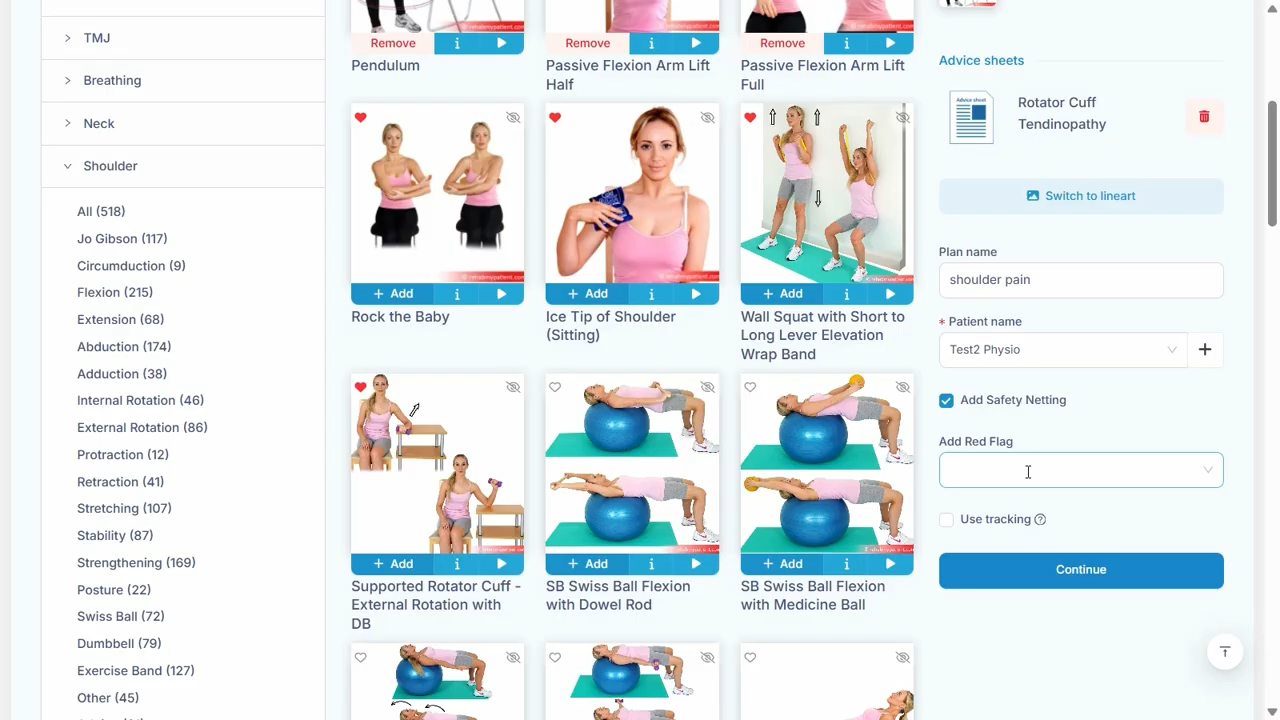 TMJ
Breathing
Neck
Shoulder
All (518)
Jo Gibson (117)
Circumduction (9)
Flexion (215)
Extension (68)
Abduction (174)
Adduction (38)
Internal Rotation (46)
External Rotation (86)
Protraction (12)
Retraction (41)
Stretching (107)
Stability (87)
Strengthening (169)
Posture (22)
Swiss Ball (72)
Dumbbell (79)
Exercise Band (127)
Other (45)
Remove i
Pendulum
Remove i
Passive Flexion Arm Lift
Half
Remove i
Passive Flexion Arm Lift
Full
+ Add i
Rock the Baby
+ Add i
Ice Tip of Shoulder
(Sitting)
+ Add i
Wall Squat with Short to
Long Lever Elevation
Wrap Band
+ Add i
Supported Rotator Cuff -
External Rotation with
DB
+ Add i
SB Swiss Ball Flexion
with Dowel Rod
+ Add i
SB Swiss Ball Flexion
with Medicine Ball
Advice sheets
Advice sheet
Rotator Cuff
Tendinopathy
Switch to lineart
Plan name
shoulder pain
* Patient name
Test2 Physio
Add Safety Netting
Add Red Flag
Use tracking
Continue